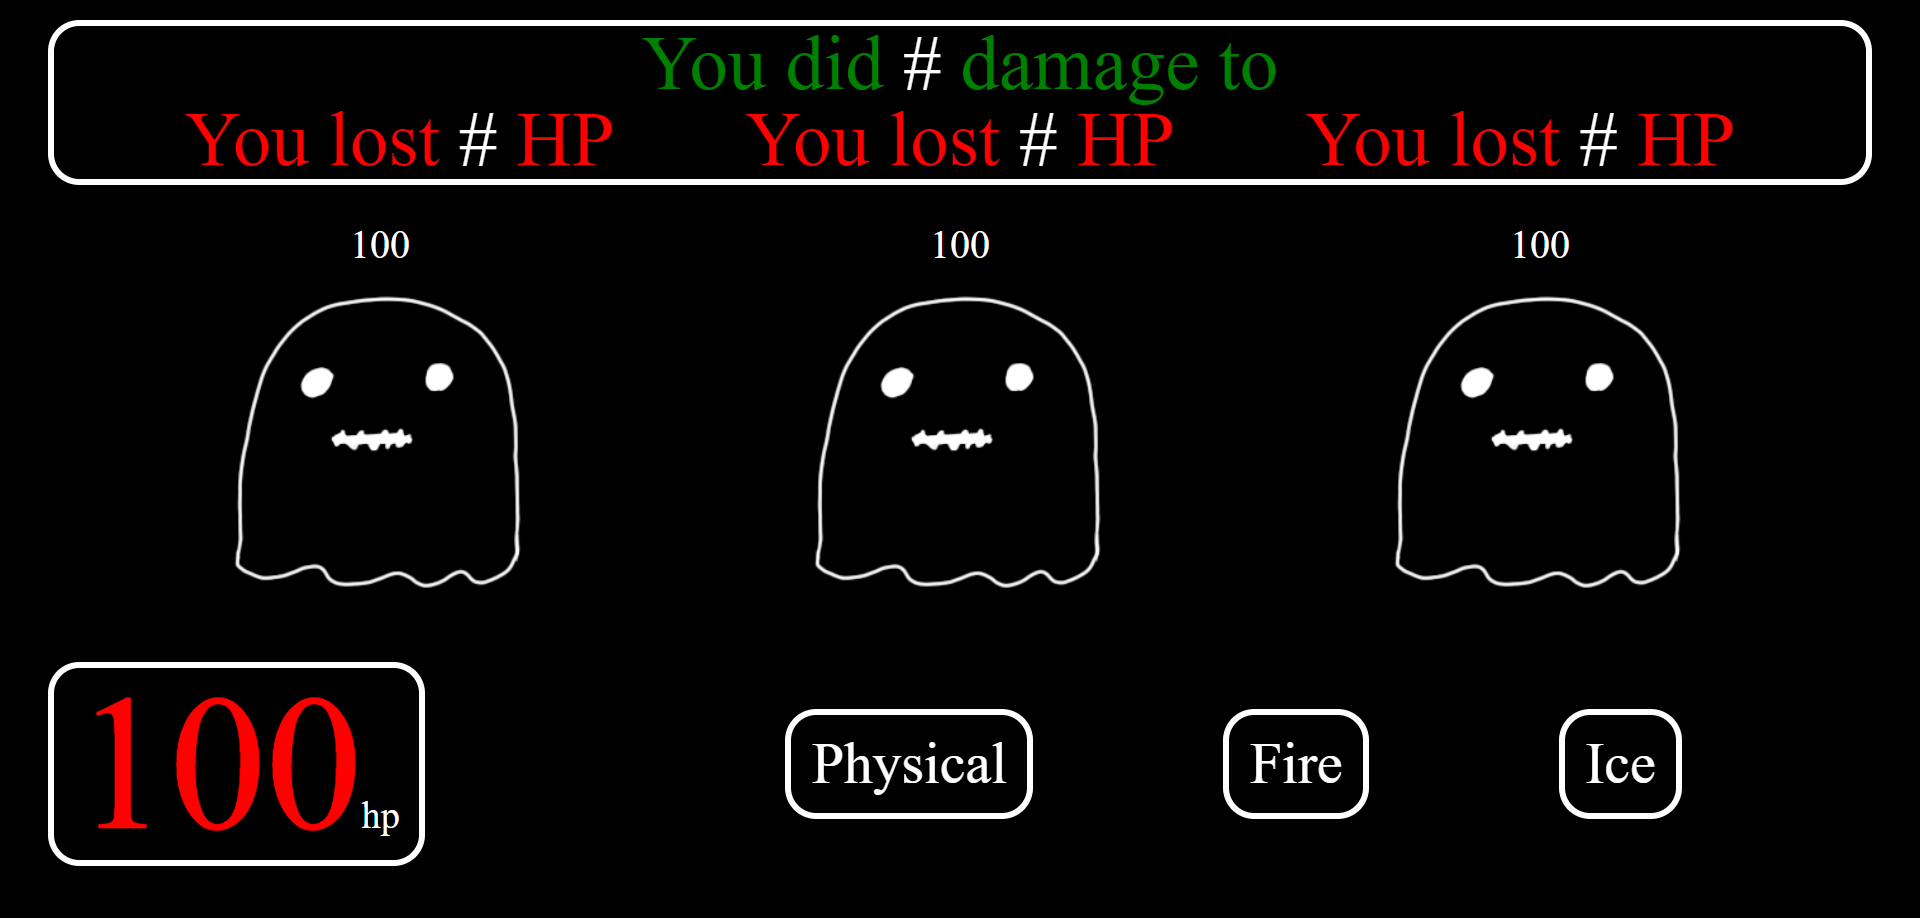 You did # damage to
You lost # HP You lost # HP You lost # HP
100 100 100
100 hp
Physical Fire Ice